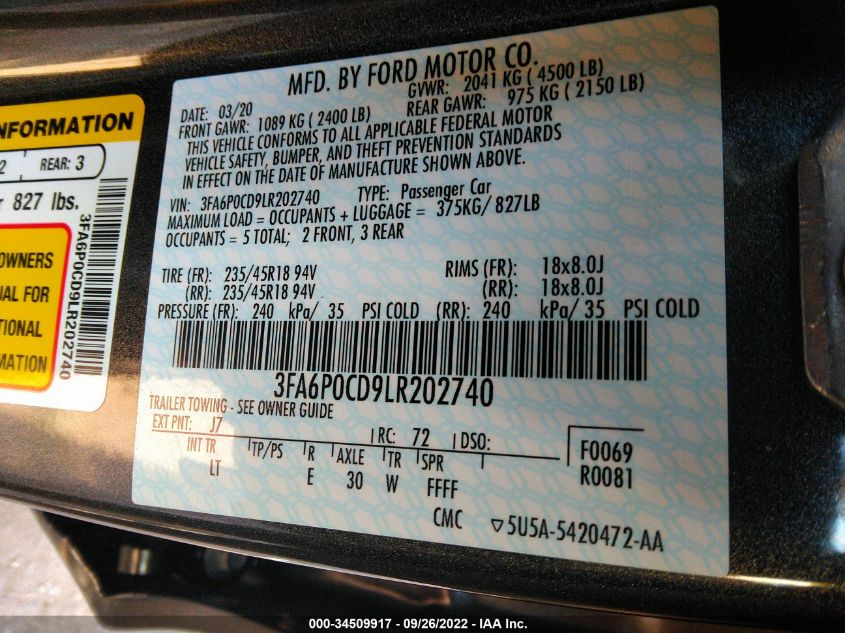 MFD. BY FORD MOTOR CO.
DATE: 03/20 GVWR: 2041 KG ( 4500 LB)
FRONT GAWR: 1089 KG ( 2400 LB) REAR GAWR: 975 KG ( 2150 LB)
THIS VEHICLE CONFORMS TO ALL APPLICABLE FEDERAL MOTOR
VEHICLE SAFETY, BUMPER, AND THEFT PREVENTION STANDARDS
IN EFFECT ON THE DATE OF MANUFACTURE SHOWN ABOVE.
VIN: 3FA6P0CD9LR202740 TYPE: Passenger Car
MAXIMUM LOAD = OCCUPANTS + LUGGAGE = 375KG/ 827LB
OCCUPANTS = 5 TOTAL; 2 FRONT, 3 REAR
TIRE (FR): 235/45R18 94V RIMS (FR): 18x8.0J
(RR): 235/45R18 94V (RR): 18x8.0J
PRESSURE (FR): 240 kPa/ 35 PSI COLD (RR): 240 kPa/ 35 PSI COLD
3FA6P0CD9LR202740
TRAILER TOWING - SEE OWNER GUIDE
EXT PNT: J7 RC: 72 DSO:
INT TR TP/PS R AXLE TR SPR
LT E 30 W FFFF
F0069
R0081
CMC ▽5U5A-5420472-AA
NFORMATION
2 REAR: 3
827 lbs.
OWNERS
UAL FOR
TIONAL
RMATION
3FA6P0CD9LR202740
000-34509917 - 09/26/2022 - IAA Inc.